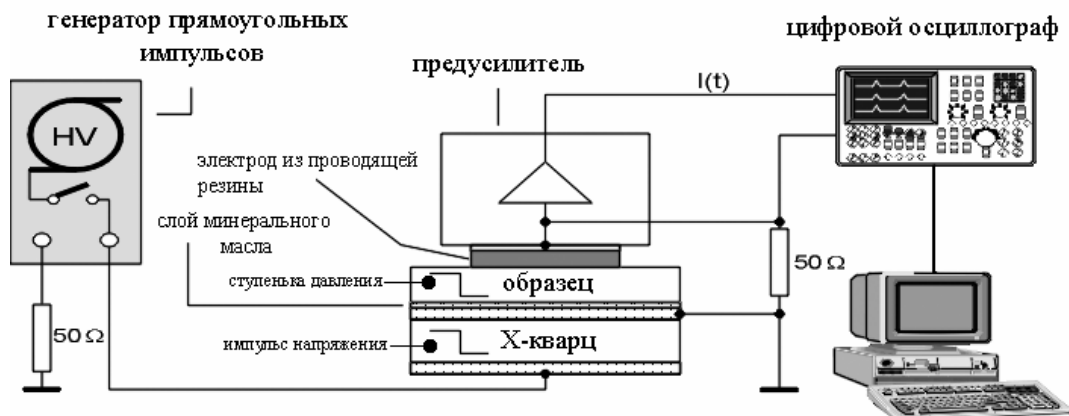 генератор прямоугольных
импульсов
цифровой осциллограф
предусилитель
I(t)
HV
электрод из проводящей
резины
слой минерального
масла
ступенька давления
образец
50 Ω
50 Ω
импульс напряжения
X-кварц